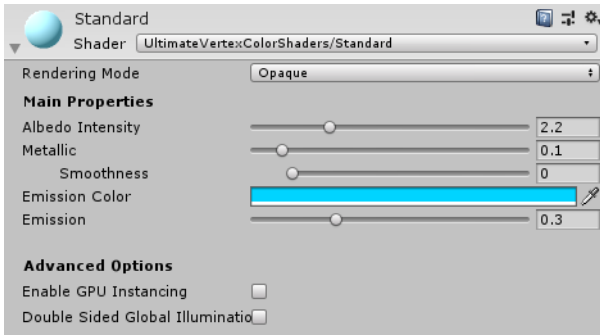 Standard
Shader UltimateVertexColorShaders/Standard
Rendering Mode Opaque
Main Properties
Albedo Intensity 2.2
Metallic 0.1
Smoothness 0
Emission Color
Emission 0.3
Advanced Options
Enable GPU Instancing
Double Sided Global Illuminatio